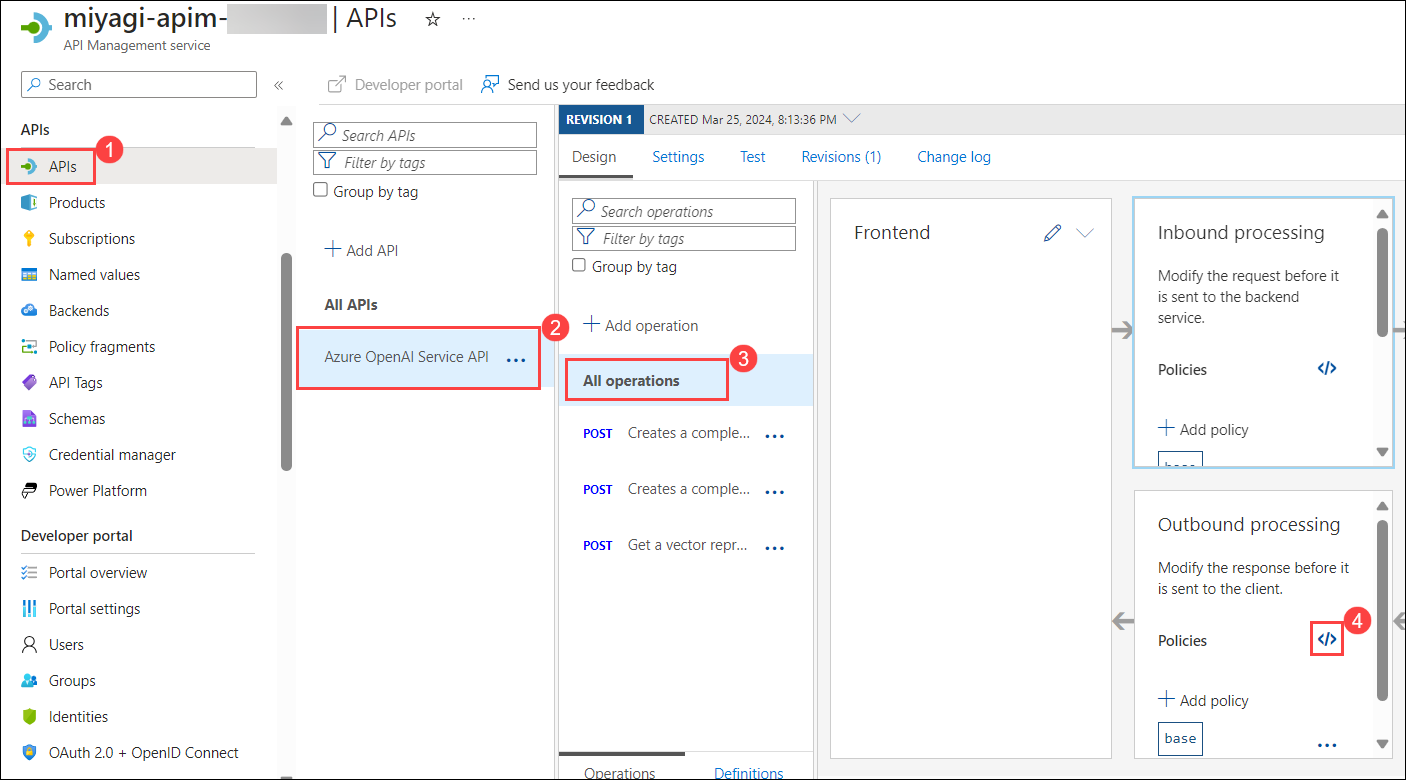 miyagi-apim- | APIs
API Management service
Search
«
Developer portal
Send us your feedback
APIs
1
APIs
Products
Subscriptions
Named values
Backends
Policy fragments
API Tags
Schemas
Credential manager
Power Platform
Developer portal
Portal overview
Portal settings
Users
Groups
Identities
OAuth 2.0 + OpenID Connect
Search APIs
Filter by tags
Group by tag
+ Add API
All APIs
Azure OpenAI Service API ...
2
REVISION 1
CREATED Mar 25, 2024, 8:13:36 PM
Design
Settings
Test
Revisions (1)
Change log
Search operations
Filter by tags
Group by tag
+ Add operation
3
All operations
POST Creates a comple... ...
POST Creates a comple... ...
POST Get a vector repr... ...
Operations
Definitions
Frontend
Inbound processing
Modify the request before it
is sent to the backend
service.
Policies </>
+ Add policy
base
Outbound processing
Modify the response before it
is sent to the client.
4
Policies </>
+ Add policy
base ...